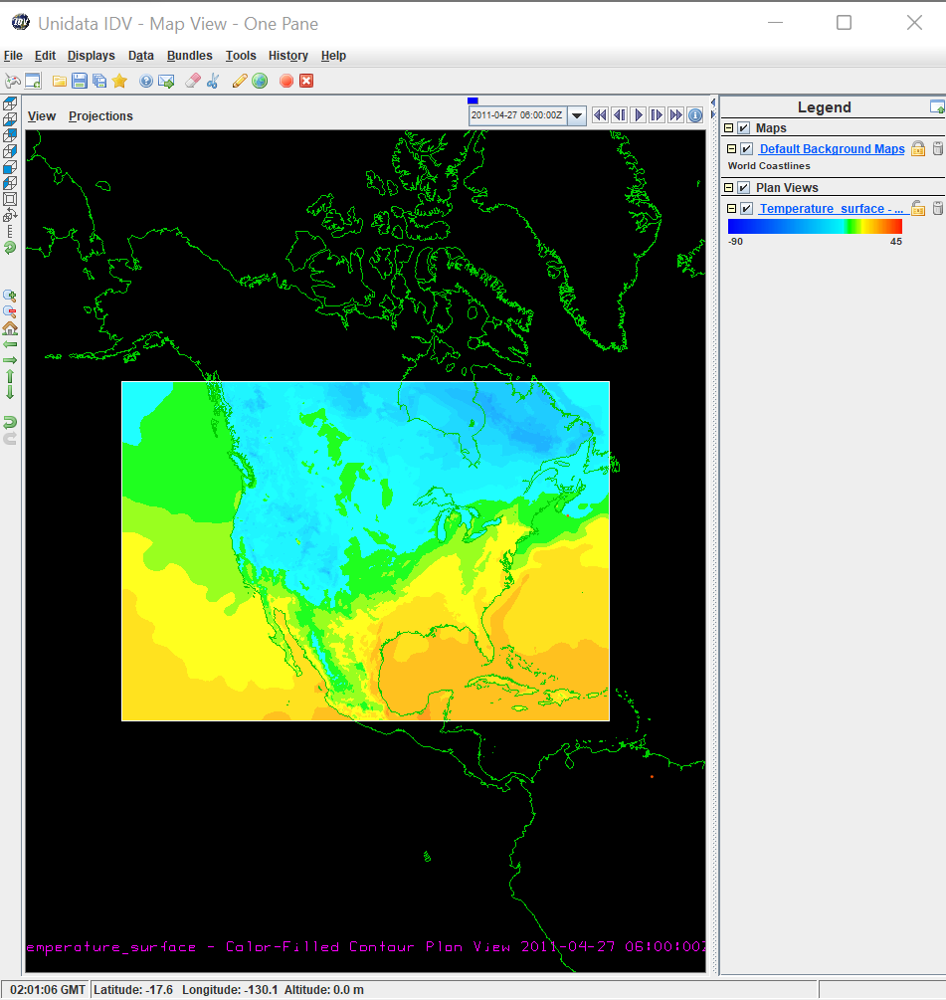 IDV Unidata IDV - Map View - One Pane
File Edit Displays Data Bundles Tools History Help
View Projections
2011-04-27 06:00:00Z
Legend
Maps
Default Background Maps
World Coastlines
Plan Views
Temperature_surface - ...
-90 45
emperature_surface - Color-Filled Contour Plan View 2011-04-27 06:00:00Z
02:01:06 GMT Latitude: -17.6 Longitude: -130.1 Altitude: 0.0 m